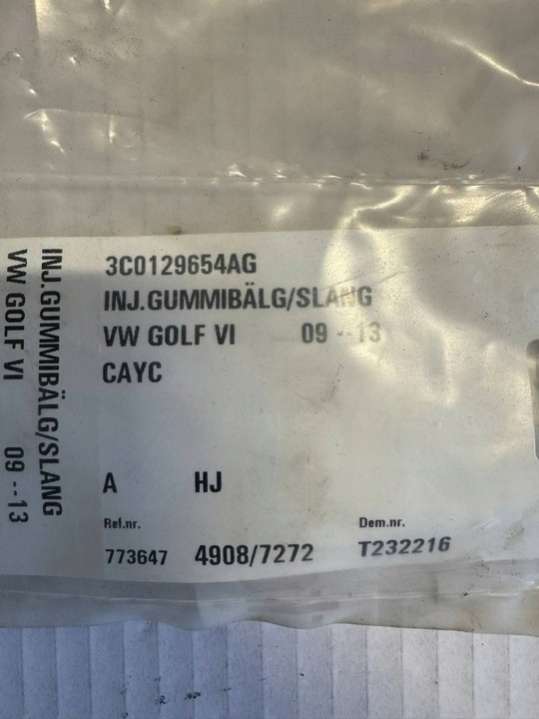 3C0129654AG
INJ.GUMMIBÄLG/SLANG
VW GOLF VI 09 -- 13
CAYC
A HJ
Ref.nr. Dem.nr.
773647 4908/7272 T232216
INJ.GUMMIBÄLG/SLANG
VW GOLF VI 09 -- 13